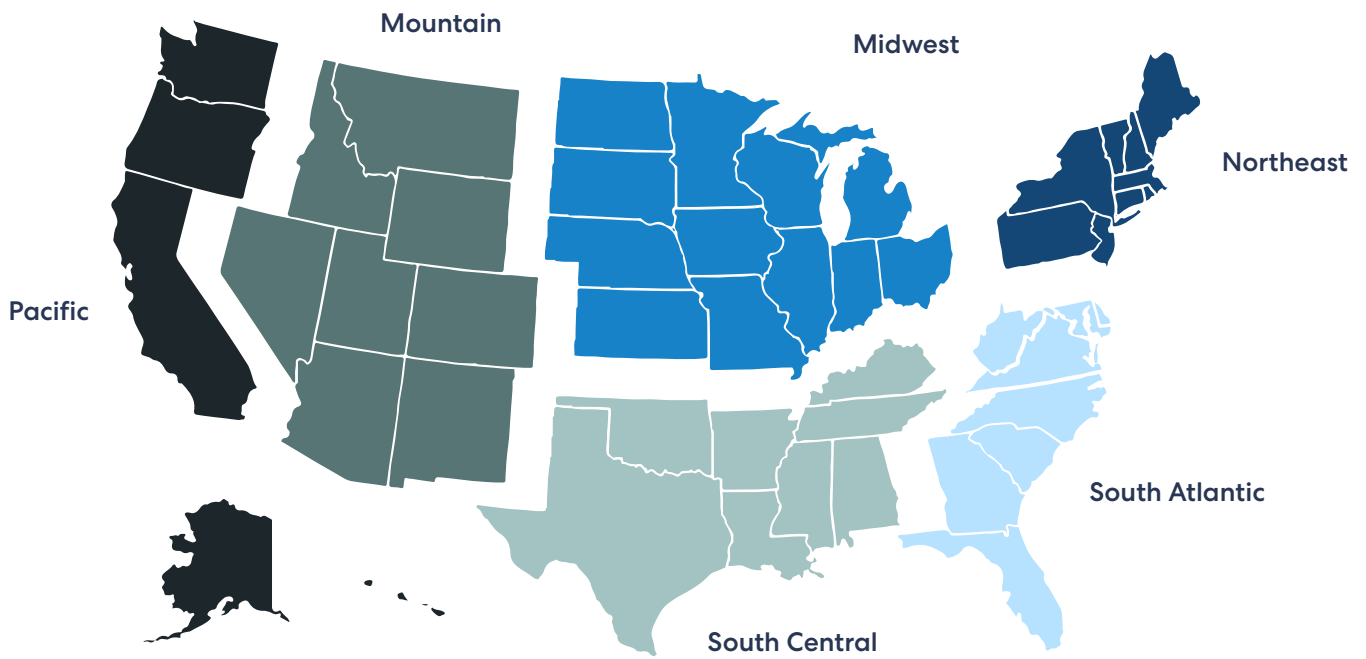 Mountain
Midwest
Northeast
Pacific
South Atlantic
South Central